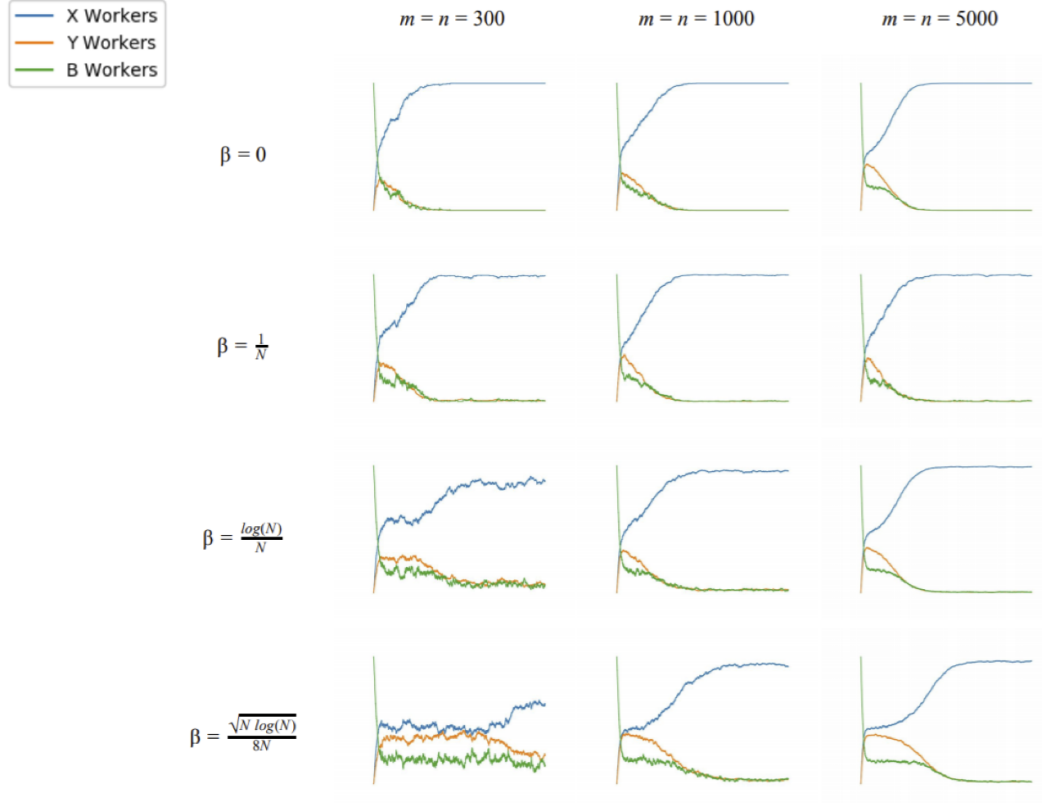 X Workers
Y Workers
B Workers
m = n = 300 m = n = 1000 m = n = 5000
β = 0
β = 1/N
β = log(N)/N
β = √N log(N)/8N